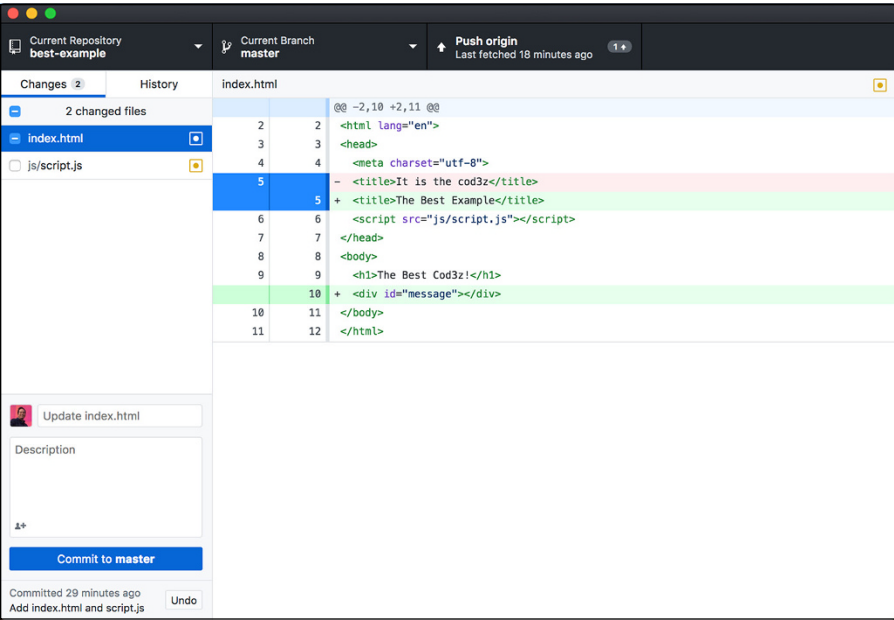 Current Repository
best-example
Current Branch
master
Push origin
Last fetched 18 minutes ago
1
Changes 2
History
index.html
2 changed files
index.html
js/script.js
@@ -2,10 +2,11 @@
2 2 <html lang="en">
3 3 <head>
4 4 <meta charset="utf-8">
5 - <title>It is the cod3z</title>
5 + <title>The Best Example</title>
6 6 <script src="js/script.js"></script>
7 7 </head>
8 8 <body>
9 9 <h1>The Best Cod3z!</h1>
10 + <div id="message"></div>
10 11 </body>
11 12 </html>
Update index.html
Description
Commit to master
Committed 29 minutes ago
Add index.html and script.js
Undo